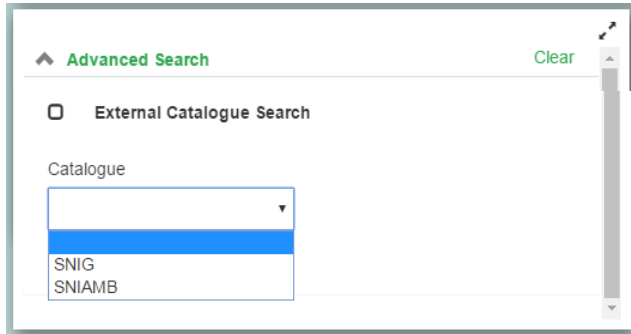 Advanced Search Clear
External Catalogue Search
Catalogue
SNIG
SNIAMB